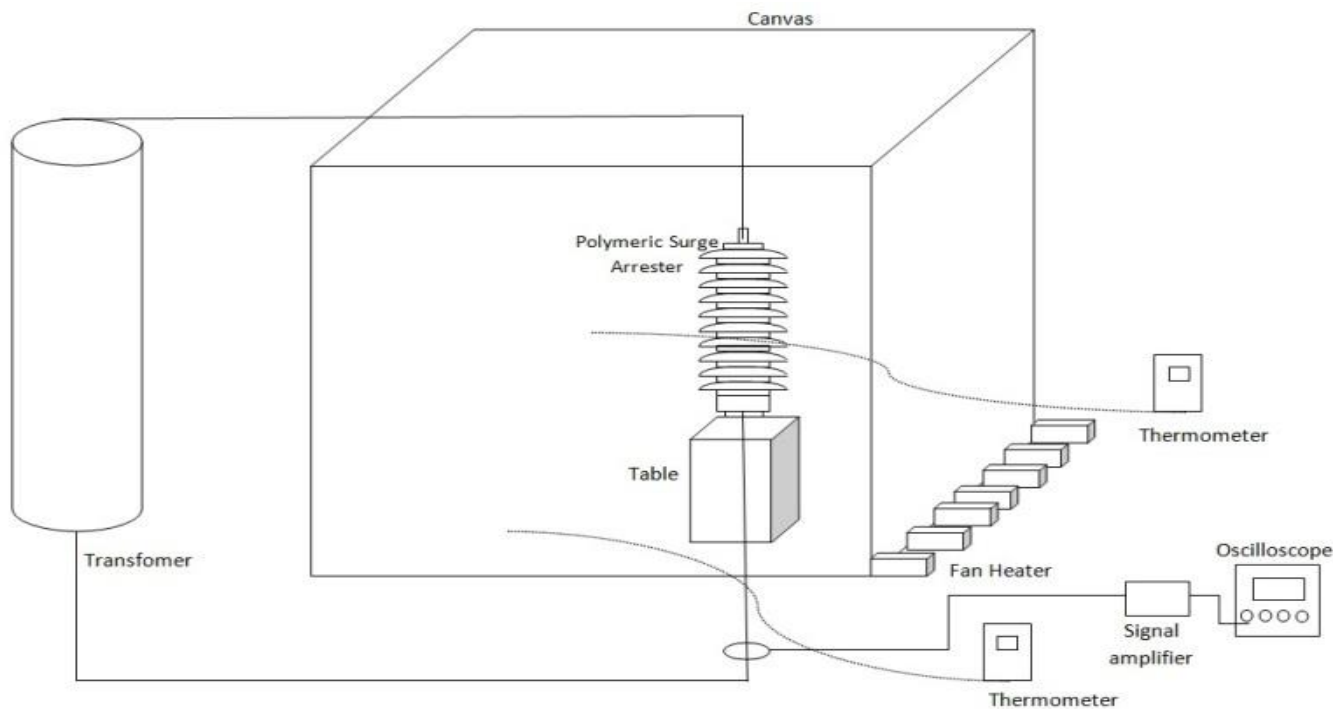 Canvas
Polymeric Surge
Arrester
Thermometer
Table
Transfomer
Fan Heater
Oscilloscope
Signal
amplifier
Thermometer